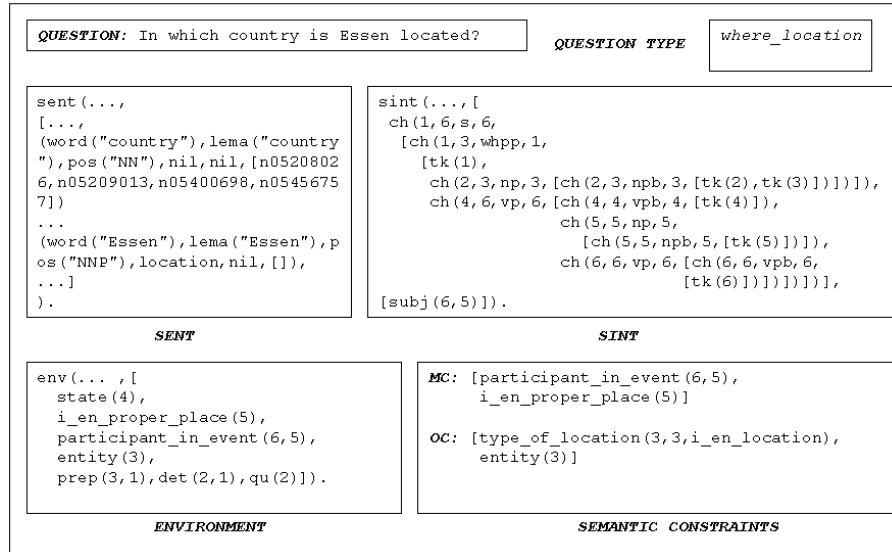 QUESTION: In which country is Essen located?
QUESTION TYPE
where_location
sent(...,
[...,
(word("country"),lema("country
"),pos("NN"),nil,nil,[n0520802
6,n05209013,n05400698,n0545675
7])
...
(word("Essen"),lema("Essen"),p
os("NNP"),location,nil,[]),
...]
).
SENT
sint(...,[
ch(1,6,s,6,
[ch(1,3,whpp,1,
[tk(1),
ch(2,3,np,3,[ch(2,3,npb,3,[tk(2),tk(3)])])]),
ch(4,6,vp,6,[ch(4,4,vpb,4,[tk(4)]),
ch(5,5,np,5,
[ch(5,5,npb,5,[tk(5)])]),
ch(6,6,vp,6,[ch(6,6,vpb,6,
[tk(6)])])])])],
[subj(6,5)]).
SINT
env(... ,[
state(4),
i_en_proper_place(5),
participant_in_event(6,5),
entity(3),
prep(3,1),det(2,1),qu(2)]).
ENVIRONMENT
MC: [participant_in_event(6,5),
i_en_proper_place(5)]
OC: [type_of_location(3,3,i_en_location),
entity(3)]
SEMANTIC CONSTRAINTS